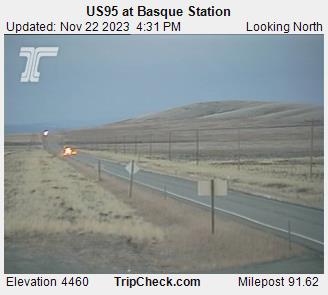 US95 at Basque Station
Updated: Nov 22 2023 4:31 PM Looking North
Elevation 4460 TripCheck.com Milepost 91.62